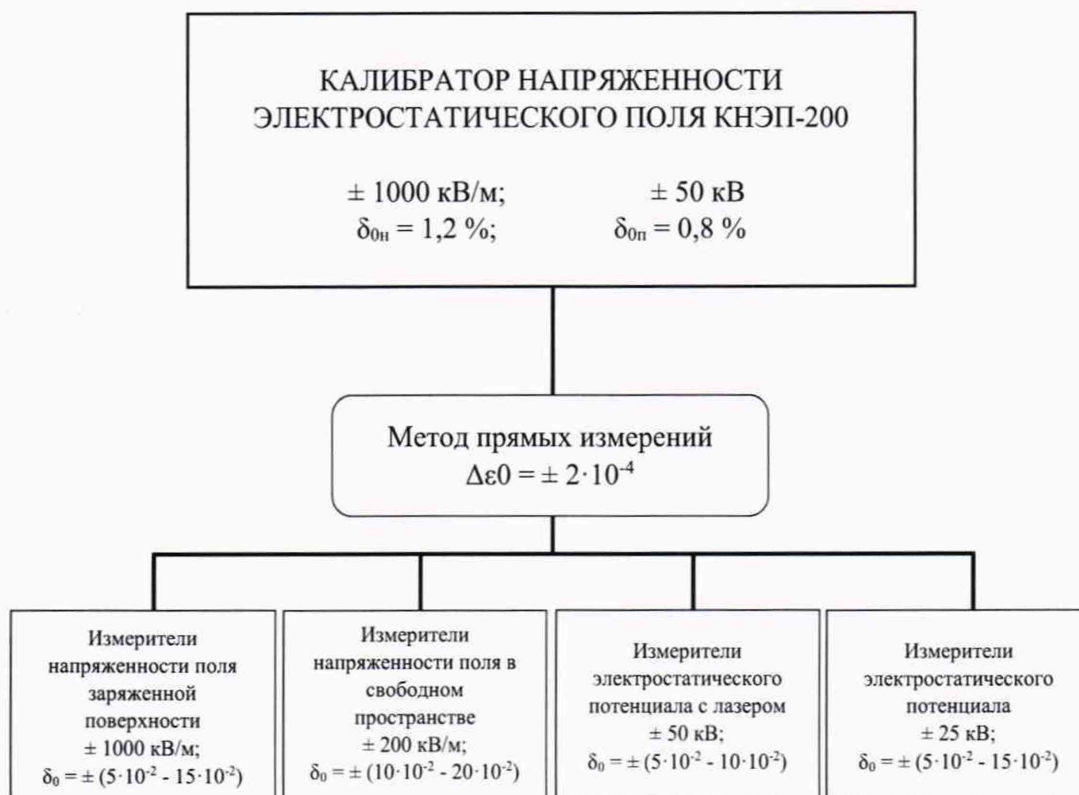 КАЛИБРАТОР НАПРЯЖЕННОСТИ
ЭЛЕКТРОСТАТИЧЕСКОГО ПОЛЯ КНЭП-200
± 1000 кВ/м; ± 50 кВ
δ₀ₙ = 1,2 %; δ₀ₚ = 0,8 %
Метод прямых измерений
Δε0 = ± 2·10⁻⁴
Измерители
напряженности поля
заряженной
поверхности
± 1000 кВ/м;
δ₀ = ± (5·10⁻² - 15·10⁻²)
Измерители
напряженности поля в
свободном
пространстве
± 200 кВ/м;
δ₀ = ± (10·10⁻² - 20·10⁻²)
Измерители
электростатического
потенциала с лазером
± 50 кВ;
δ₀ = ± (5·10⁻² - 10·10⁻²)
Измерители
электростатического
потенциала
± 25 кВ;
δ₀ = ± (5·10⁻² - 15·10⁻²)